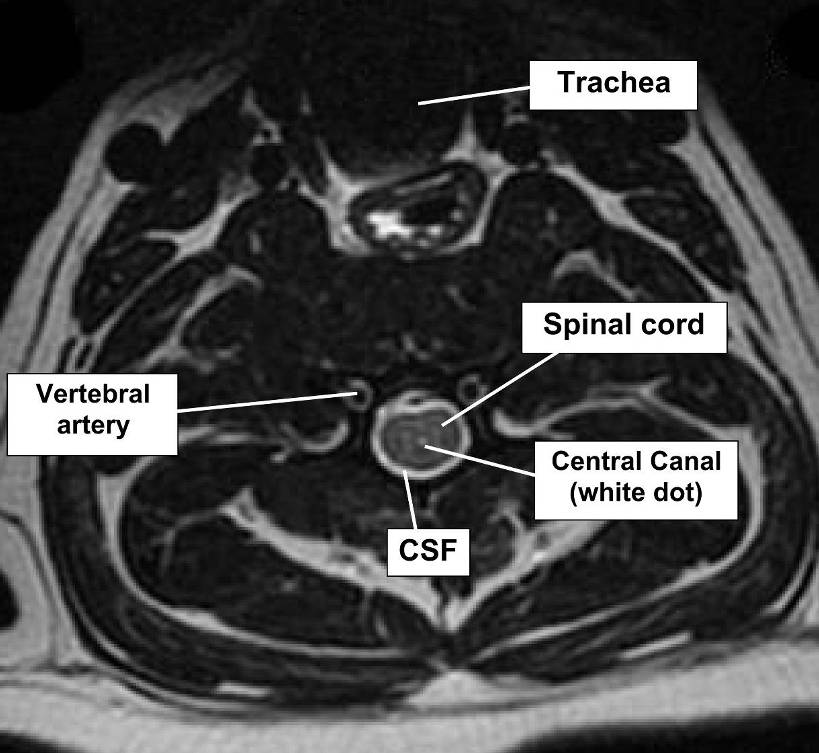 Trachea
Spinal cord
Vertebral
artery
Central Canal
(white dot)
CSF